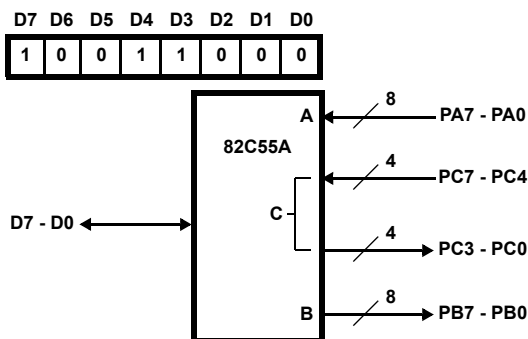 D7 D6 D5 D4 D3 D2 D1 D0
1 0 0 1 1 0 0 0
A 8 PA7 - PA0
82C55A
4 PC7 - PC4
C
D7 - D0
4 PC3 - PC0
B 8 PB7 - PB0